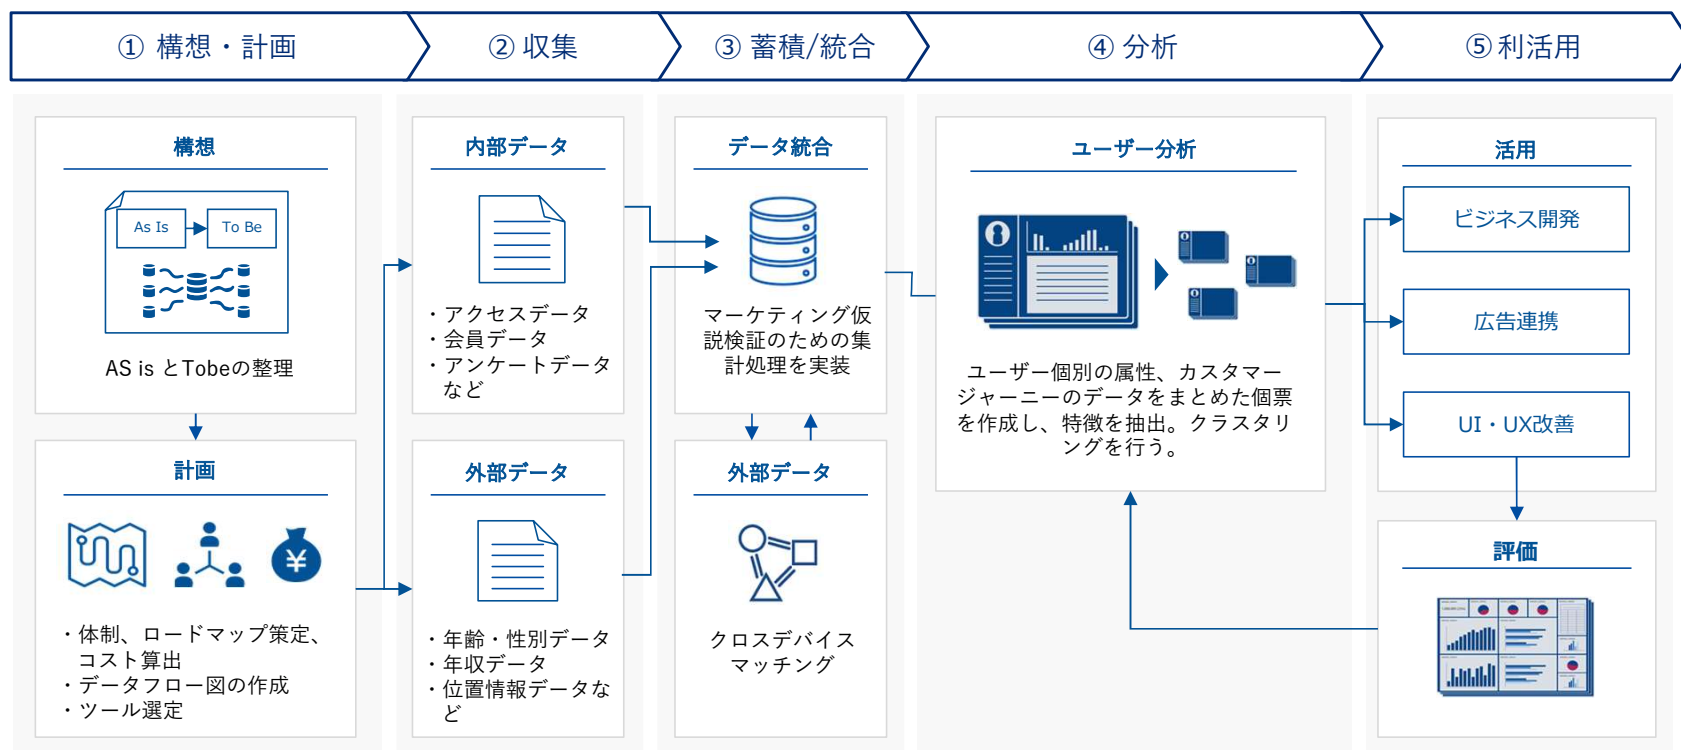 ① 構想・計画
② 収集
③ 蓄積/統合
④ 分析
⑤ 利活用
構想
As Is
To Be
AS is とTobeの整理
計画
¥
・体制、ロードマップ策定、
コスト算出
・データフロー図の作成
・ツール選定
内部データ
・アクセスデータ
・会員データ
・アンケートデータ
など
外部データ
・年齢・性別データ
・年収データ
・位置情報データな
ど
データ統合
マーケティング仮
説検証のための集
計処理を実装
外部データ
クロスデバイス
マッチング
ユーザー分析
ユーザー個別の属性、カスタマー
ジャーニーのデータをまとめた個票
を作成し、特徴を抽出。クラスタリ
ングを行う。
活用
ビジネス開発
広告連携
UI・UX改善
評価